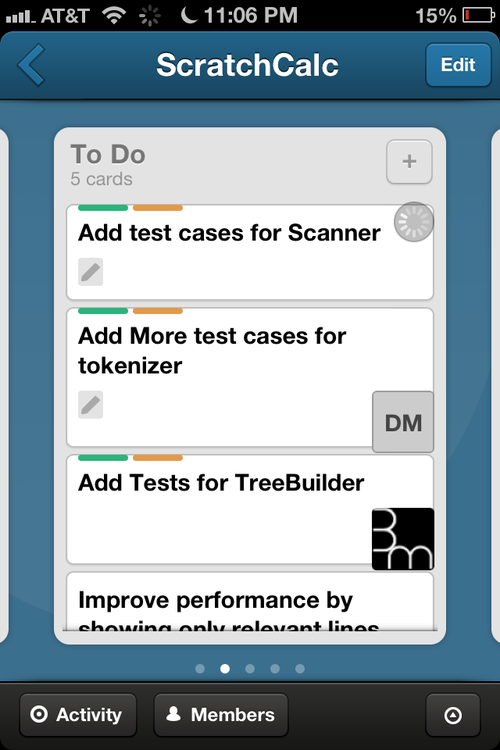 AT&T 11:06 PM 15%
ScratchCalc
Edit
To Do
5 cards
+
Add test cases for Scanner
Add More test cases for
tokenizer
DM
Add Tests for TreeBuilder
Bm
Improve performance by
showing only relevant lines
Activity
Members